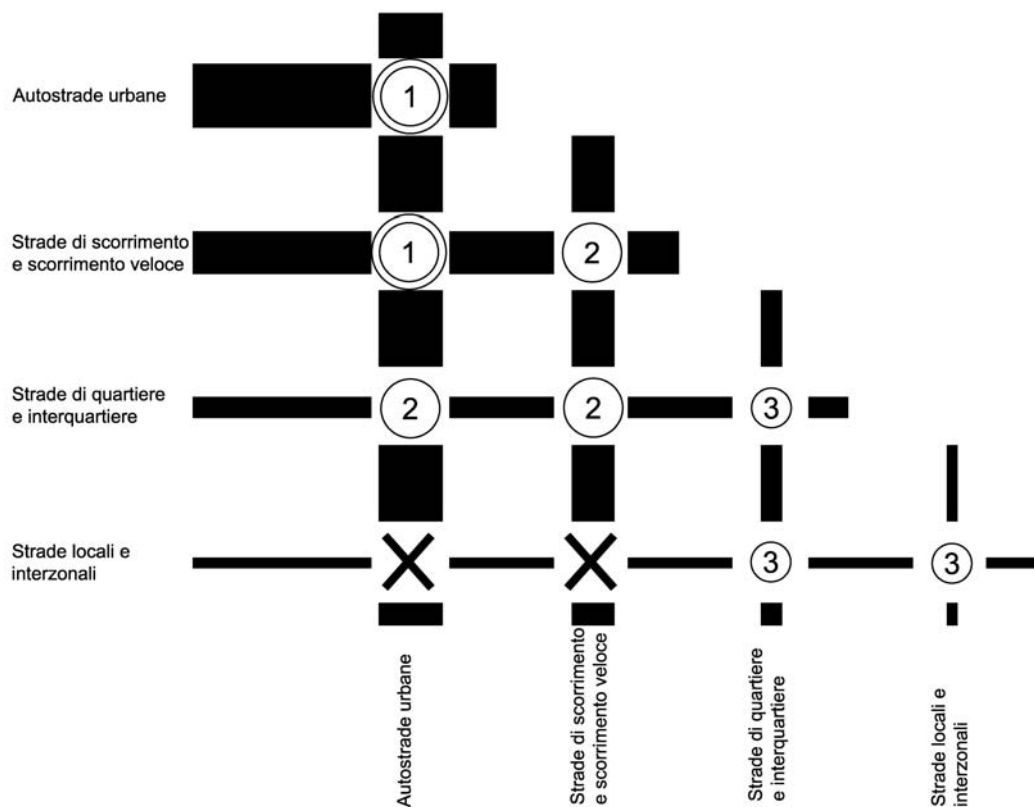 Autostrade urbane
1
Strade di scorrimento
e scorrimento veloce
1
2
Strade di quartiere
e interquartiere
2
2
3
Strade locali e
interzonali
3
3
Autostrade urbane
Strade di scorrimento
e scorrimento veloce
Strade di quartiere
e interquartiere
Strade locali e
interzonali